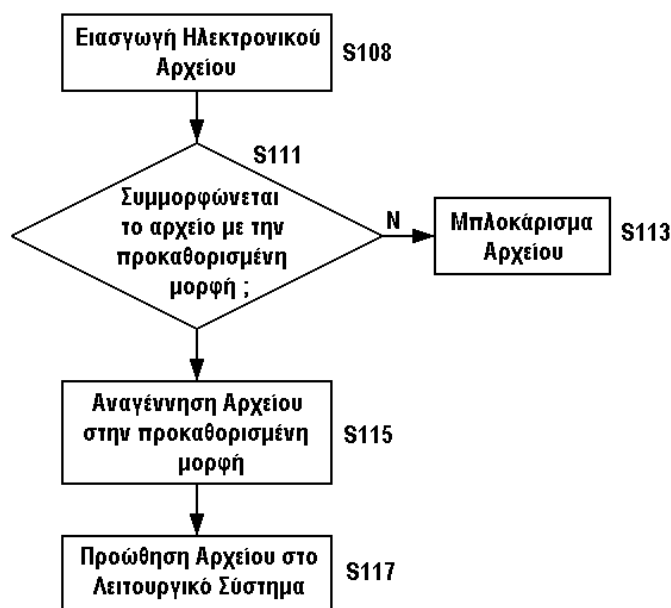 Ειασγωγή Ηλεκτρονικού
Αρχείου
S108
S111
Συμμορφώνεται
το αρχείο με την
προκαθορισμένη
μορφή ;
N
Μπλοκάρισμα
Αρχείου
S113
Αναγέννηση Αρχείου
στην προκαθορισμένη
μορφή
S115
Προώθηση Αρχείου στο
Λειτουργικό Σύστημα
S117